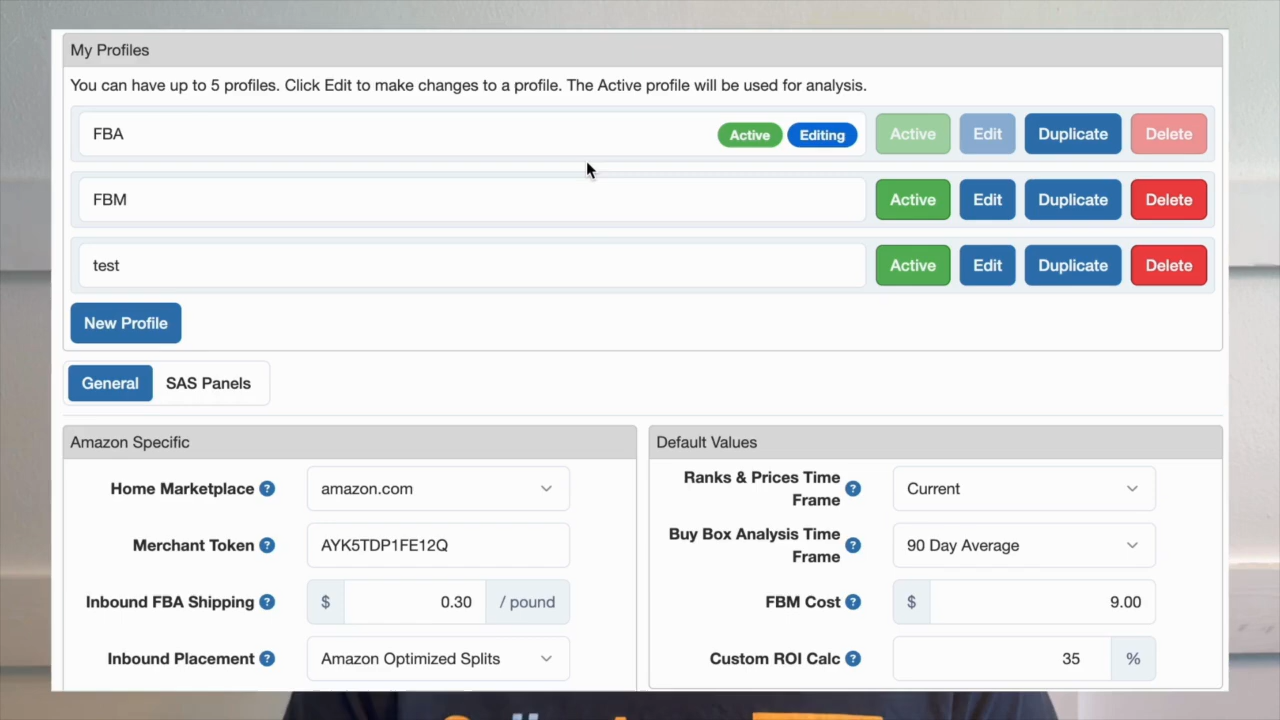 My Profiles
You can have up to 5 profiles. Click Edit to make changes to a profile. The Active profile will be used for analysis.
FBA Active Editing Active Edit Duplicate Delete
FBM Active Edit Duplicate Delete
test Active Edit Duplicate Delete
New Profile
General SAS Panels
Amazon Specific
Home Marketplace ? amazon.com
Merchant Token ? AYK5TDP1FE12Q
Inbound FBA Shipping ? $ 0.30 / pound
Inbound Placement ? Amazon Optimized Splits
Default Values
Ranks & Prices Time
Frame ? Current
Buy Box Analysis Time
Frame ? 90 Day Average
FBM Cost ? $ 9.00
Custom ROI Calc ? 35 %